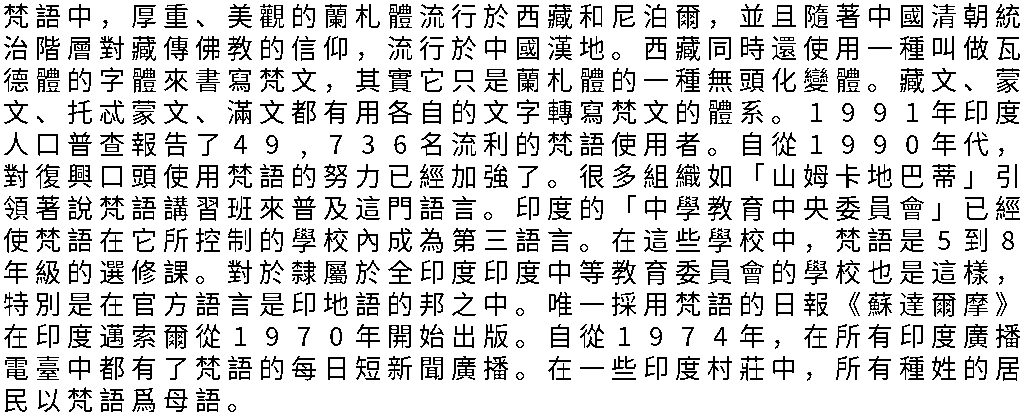 梵語中，厚重、美觀的蘭札體流行於西藏和尼泊爾，並且隨著中國清朝統
治階層對藏傳佛教的信仰，流行於中國漢地。西藏同時還使用一種叫做瓦
德體的字體來書寫梵文，其實它只是蘭札體的一種無頭化變體。藏文、蒙
文、托忒蒙文、滿文都有用各自的文字轉寫梵文的體系。１９９１年印度
人口普查報告了４９，７３６名流利的梵語使用者。自從１９９０年代，
對復興口頭使用梵語的努力已經加強了。很多組織如「山姆卡地巴蒂」引
領著說梵語講習班來普及這門語言。印度的「中學教育中央委員會」已經
使梵語在它所控制的學校內成為第三語言。在這些學校中，梵語是５到８
年級的選修課。對於隸屬於全印度印度中等教育委員會的學校也是這樣，
特別是在官方語言是印地語的邦之中。唯一採用梵語的日報《蘇達爾摩》
在印度邁索爾從１９７０年開始出版。自從１９７４年，在所有印度廣播
電臺中都有了梵語的每日短新聞廣播。在一些印度村莊中，所有種姓的居
民以梵語爲母語。